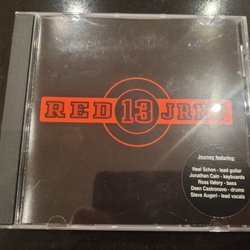 RED 13 JRNY
Journey featuring:
Neal Schon - lead guitar
Jonathan Cain - keyboards
Ross Valory - bass
Deen Castronovo - drums
Steve Augeri - lead vocals